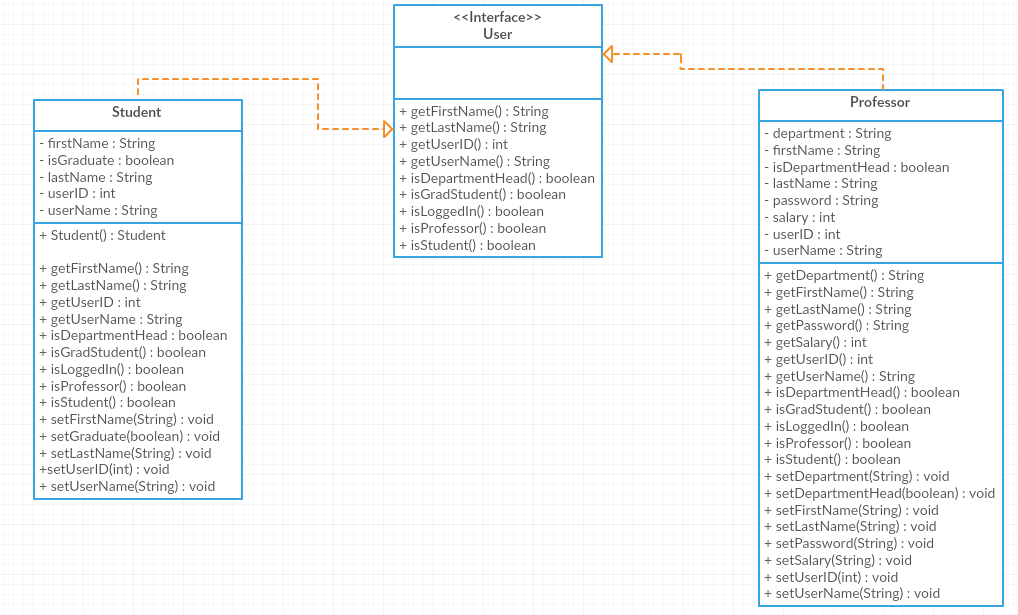 <<Interface>>
User
+ getFirstName() : String
+ getLastName() : String
+ getUserID() : int
+ getUserName() : String
+ isDepartmentHead() : boolean
+ isGradStudent() : boolean
+ isLoggedIn() : boolean
+ isProfessor() : boolean
+ isStudent() : boolean
Student
- firstName : String
- isGraduate : boolean
- lastName : String
- userID : int
- userName : String
+ Student() : Student
+ getFirstName() : String
+ getLastName() : String
+ getUserID : int
+ getUserName : String
+ isDepartmentHead : boolean
+ isGradStudent() : boolean
+ isLoggedIn() : boolean
+ isProfessor() : boolean
+ isStudent() : boolean
+ setFirstName(String) : void
+ setGraduate(boolean) : void
+ setLastName(String) : void
+setUserID(int) : void
+ setUserName(String) : void
Professor
- department : String
- firstName : String
- isDepartmentHead : boolean
- lastName : String
- password : String
- salary : int
- userID : int
- userName : String
+ getDepartment() : String
+ getFirstName() : String
+ getLastName() : String
+ getPassword() : String
+ getSalary() : int
+ getUserID() : int
+ getUserName() : String
+ isDepartmentHead() : boolean
+ isGradStudent() : boolean
+ isLoggedIn() : boolean
+ isProfessor() : boolean
+ isStudent() : boolean
+ setDepartment(String) : void
+ setDepartmentHead(boolean) : void
+ setFirstName(String) : void
+ setLastName(String) : void
+ setPassword(String) : void
+ setSalary(String) : void
+ setUserID(int) : void
+ setUserName(String) : void